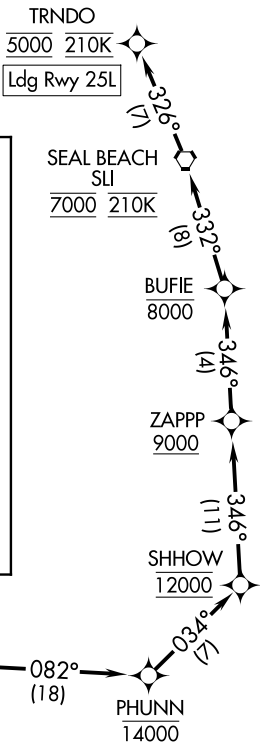 TRNDO
5000 210K
Ldg Rwy 25L
326°
(7)
SEAL BEACH
SLI
7000 210K
332°
(8)
BUFIE
8000
346°
(4)
ZAPPP
9000
346°
(11)
SHHOW
12000
034°
(7)
082°
(18)
PHUNN
14000